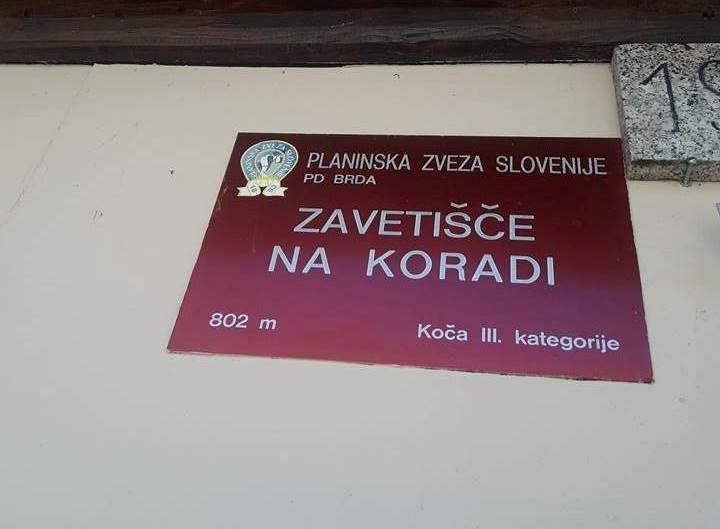 PLANINSKA ZVEZA SLOVENIJE
PD BRDA
ZAVETIŠČE
NA KORADI
802 m
Koča III. kategorije